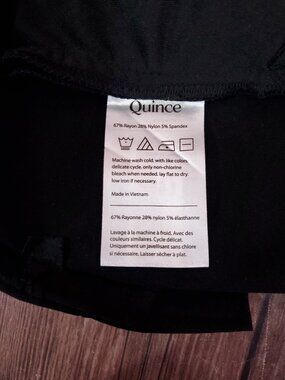 Quince
67% Rayon 28% Nylon 5% Spandex
Machine wash cold, with like colors
delicate cycle, only non-chlorine
bleach when needed, lay flat to dry
low iron if necessary.
Made in Vietnam
67% Rayonne 28% nylon 5% élasthanne
Lavage à la machine à froid. Avec des
couleurs similaires. Cycle délicat.
Uniquement un javellisant sans chlore
si nécessaire. Laisser sécher à plat.